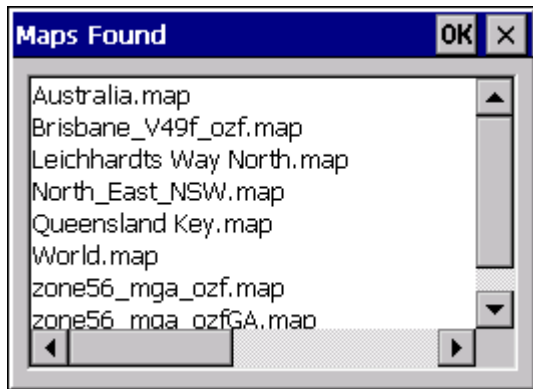 Maps Found OK
Australia.map
Brisbane_V49f_ozf.map
Leichhardts Way North.map
North_East_NSW.map
Queensland Key.map
World.map
zone56_mga_ozf.map
zone56_mga_ozfGA.map